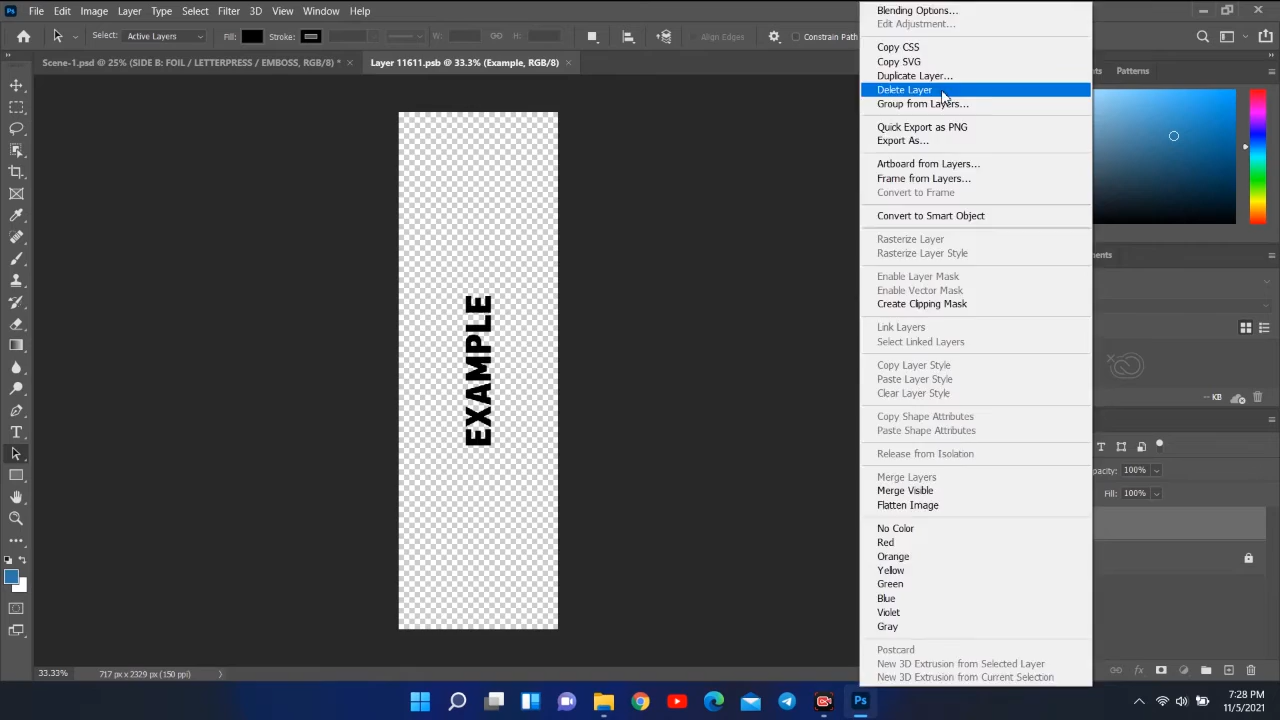 Ps File Edit Image Layer Type Select Filter 3D View Window Help
Select: Active Layers Fill: Stroke: W: H: Align Edges Constrain Path
Scene-1.psd @ 25% (SIDE B: FOIL / LETTERPRESS / EMBOSS, RGB/8) * ×
Layer 11611.psb @ 33.3% (Example, RGB/8) ×
Patterns
EXAMPLE
Blending Options...
Edit Adjustment...
Copy CSS
Copy SVG
Duplicate Layer...
Delete Layer
Group from Layers...
Quick Export as PNG
Export As...
Artboard from Layers...
Frame from Layers...
Convert to Frame
Convert to Smart Object
Rasterize Layer
Rasterize Layer Style
Enable Layer Mask
Enable Vector Mask
Create Clipping Mask
Link Layers
Select Linked Layers
Copy Layer Style
Paste Layer Style
Clear Layer Style
Copy Shape Attributes
Paste Shape Attributes
Release from Isolation
Merge Layers
Merge Visible
Flatten Image
No Color
Red
Orange
Yellow
Green
Blue
Violet
Gray
Postcard
New 3D Extrusion from Selected Layer
New 3D Extrusion from Current Selection
-- KB
pacity: 100%
Fill: 100%
fx
33.33% 717 px x 2329 px (150 ppi)
Ps
7:28 PM
11/5/2021